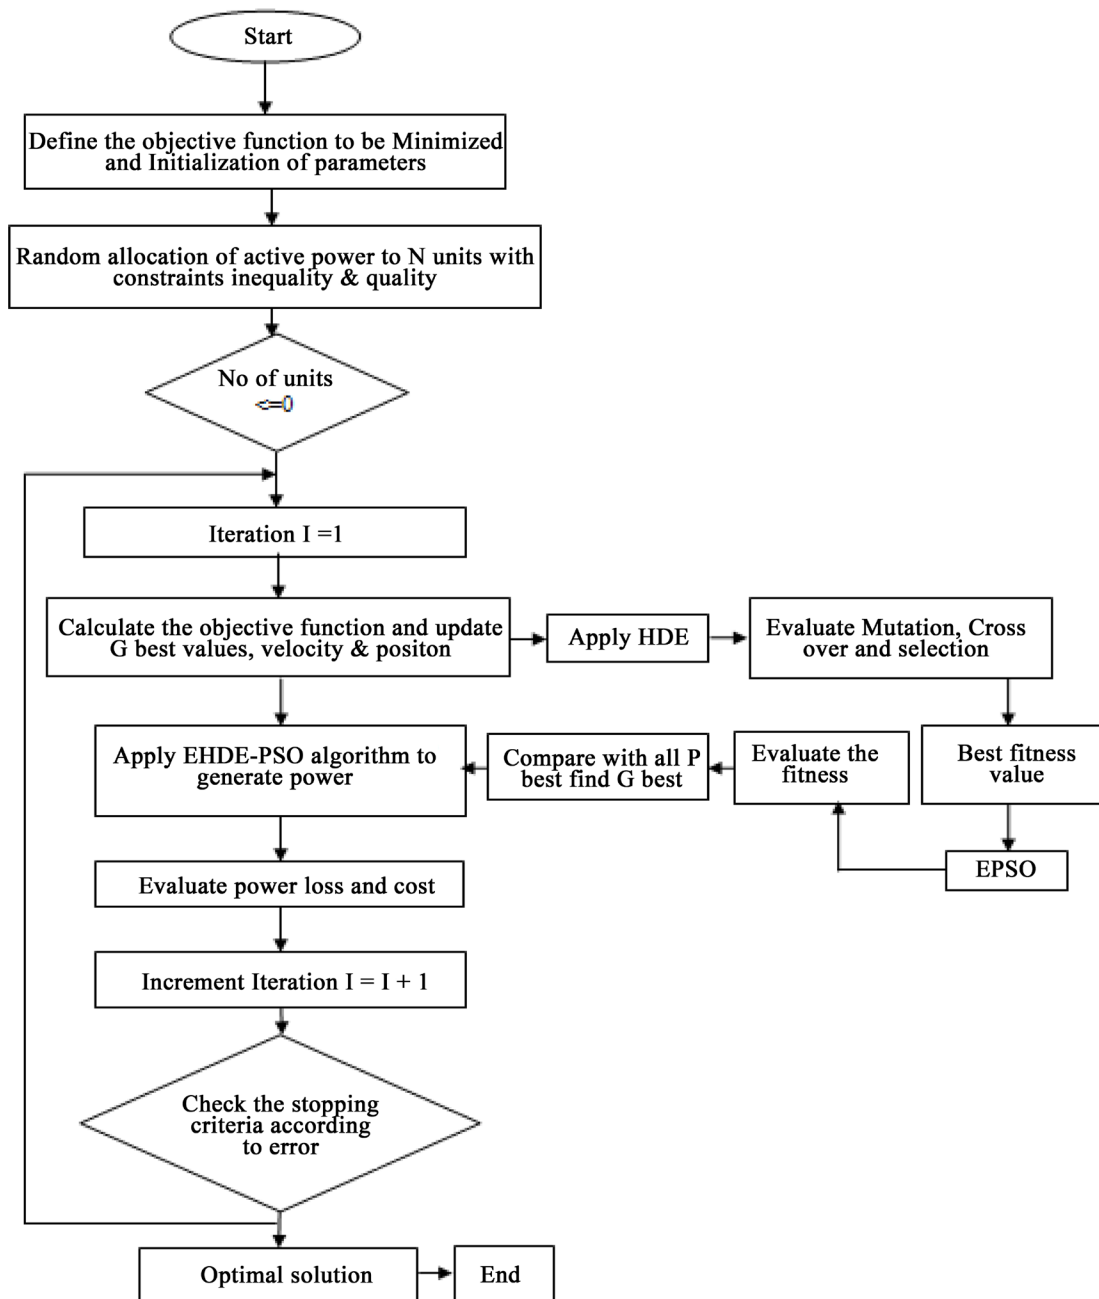 Start
Define the objective function to be Minimized
and Initialization of parameters
Random allocation of active power to N units with
constraints inequality & quality
No of units
<=0
Iteration I =1
Calculate the objective function and update
G best values, velocity & positon
Apply HDE
Evaluate Mutation, Cross
over and selection
Apply EHDE-PSO algorithm to
generate power
Compare with all P
best find G best
Evaluate the
fitness
Best fitness
value
EPSO
Evaluate power loss and cost
Increment Iteration I = I + 1
Check the stopping
criteria according
to error
Optimal solution
End